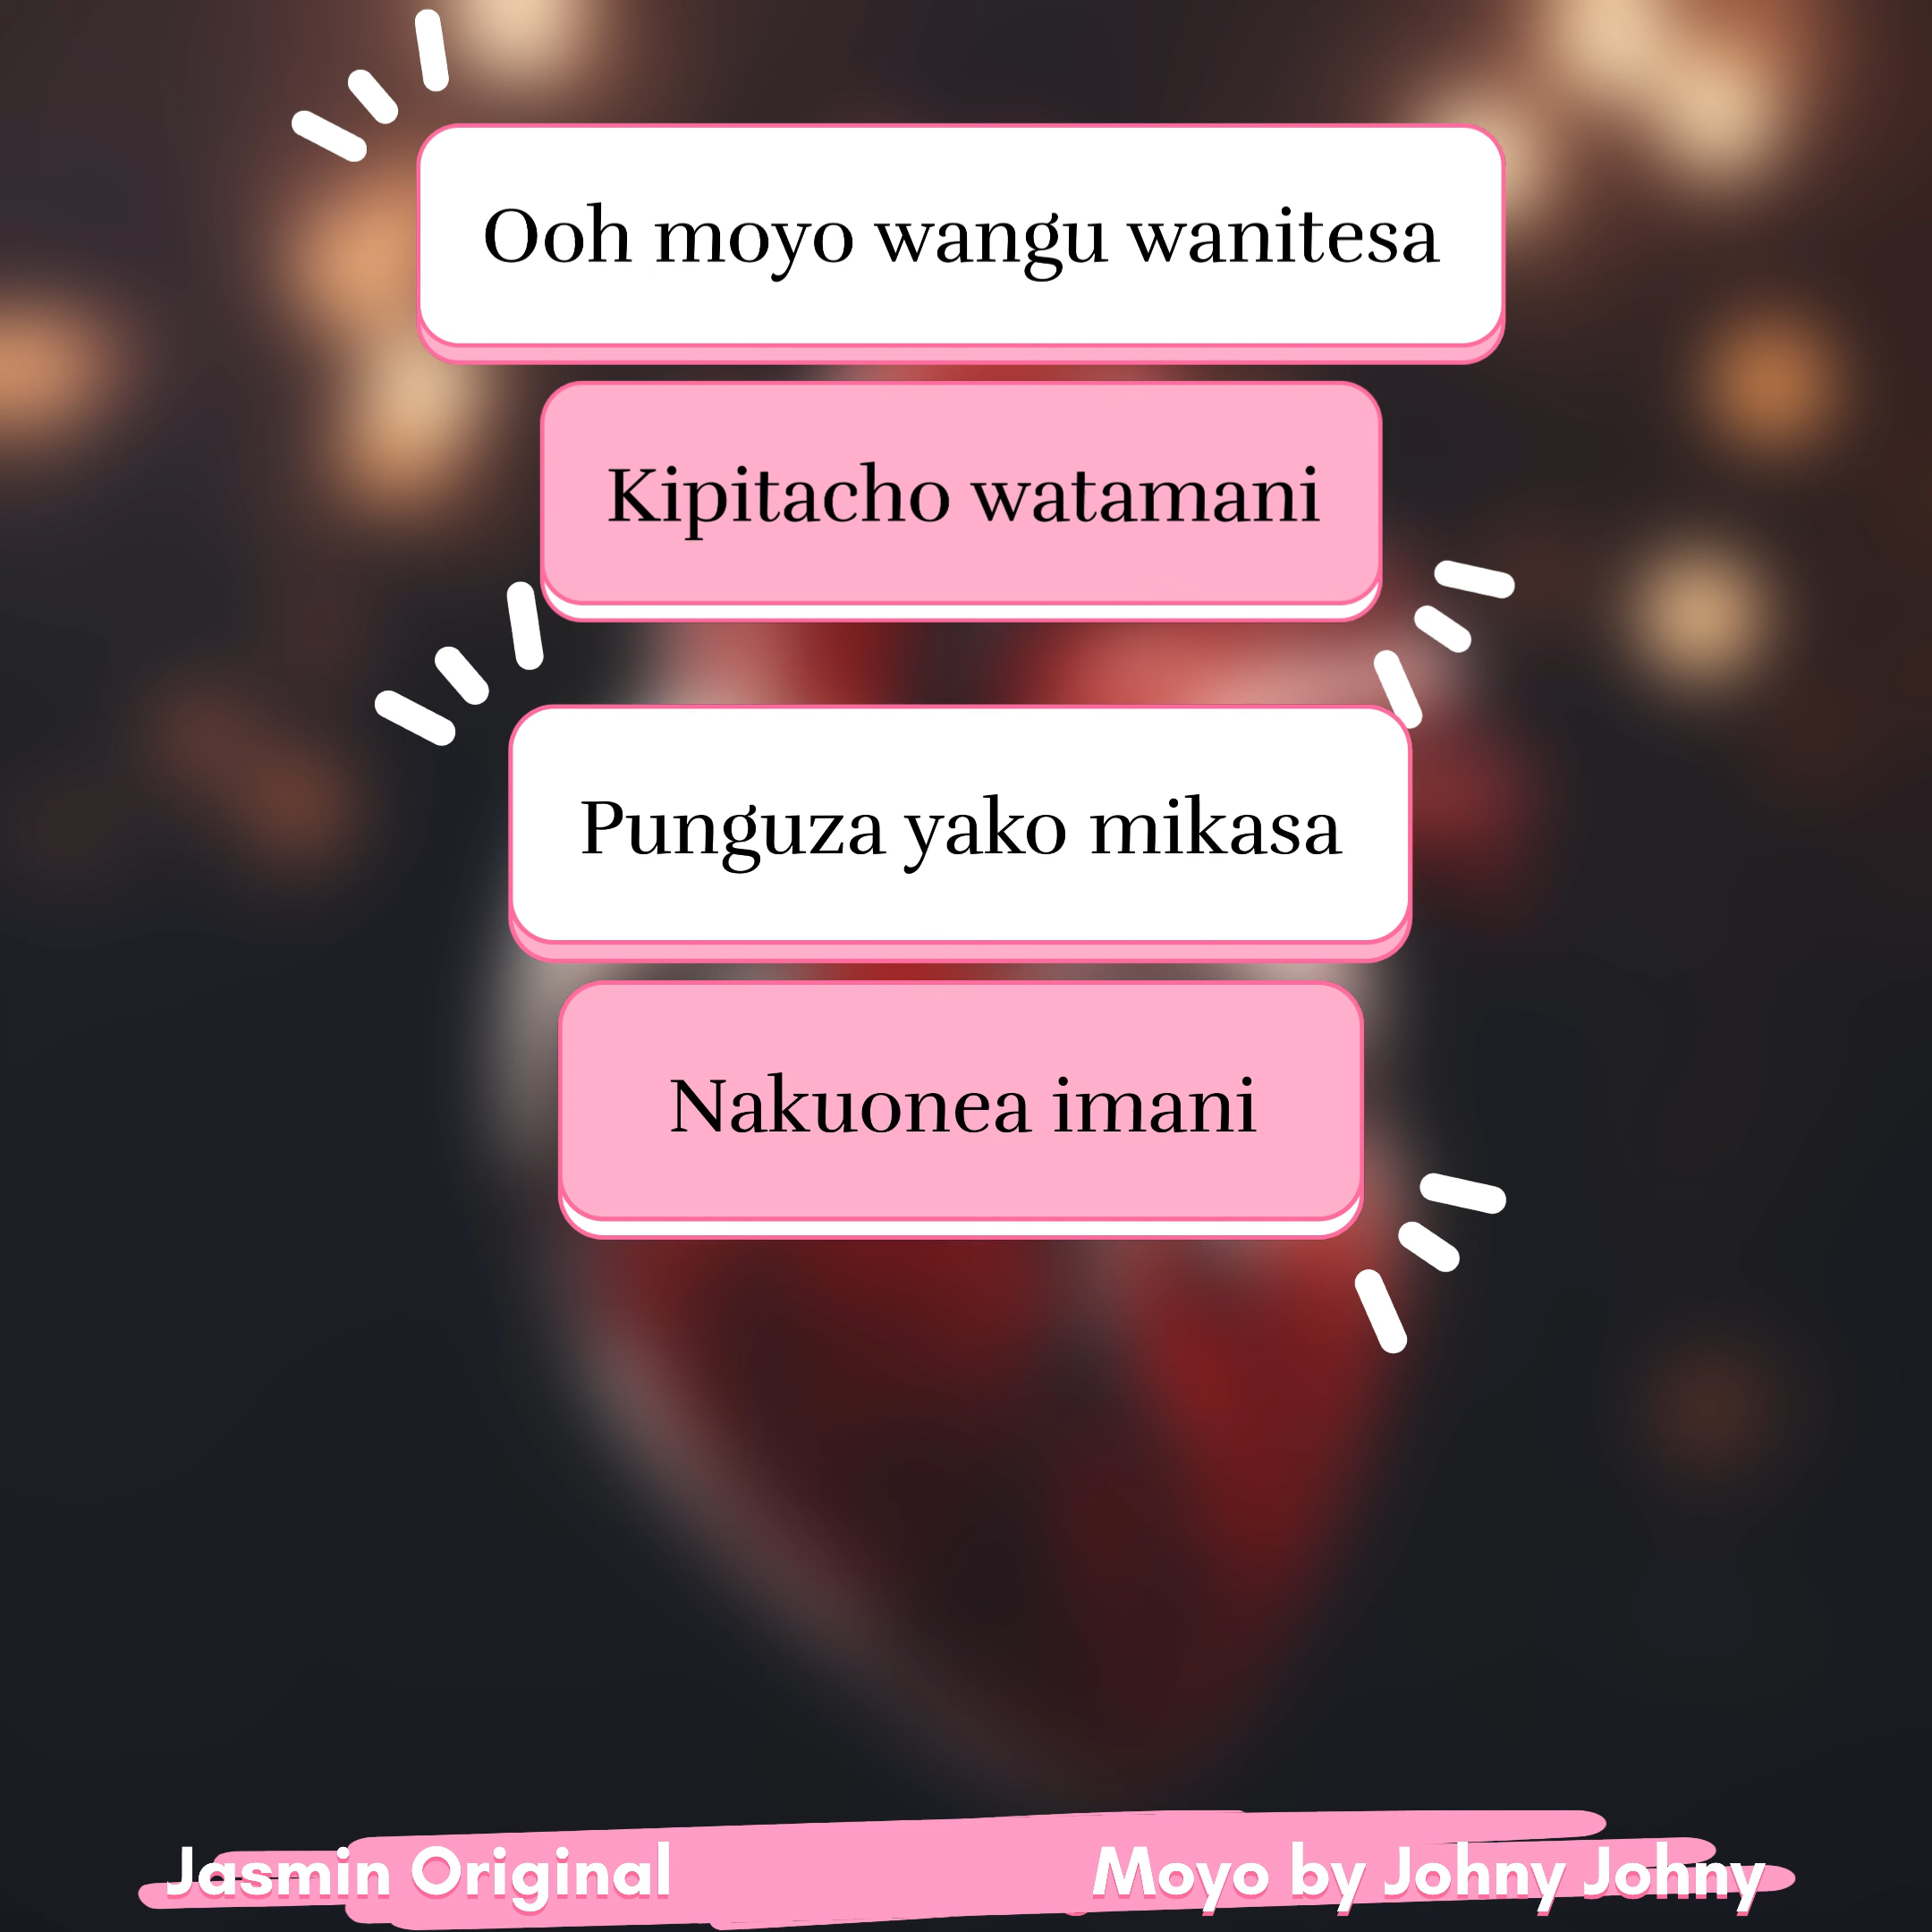 Ooh moyo wangu wanitesa
Kipitacho watamani
Punguza yako mikasa
Nakuonea imani
Jasmin Original
Moyo by Johny Johny